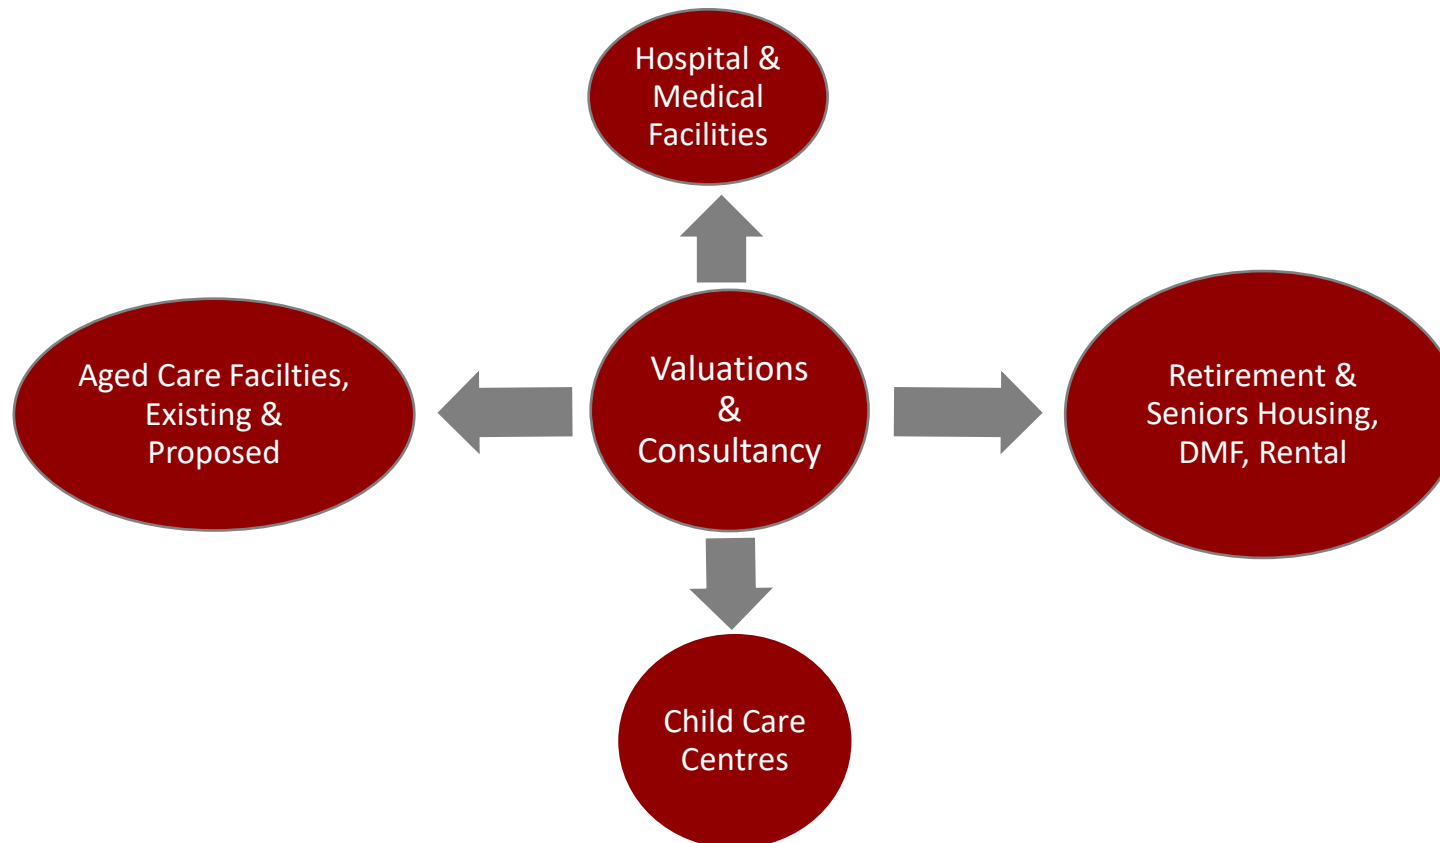 Hospital &
Medical
Facilities
Aged Care Facilties,
Existing &
Proposed
Valuations
&
Consultancy
Retirement &
Seniors Housing,
DMF, Rental
Child Care
Centres